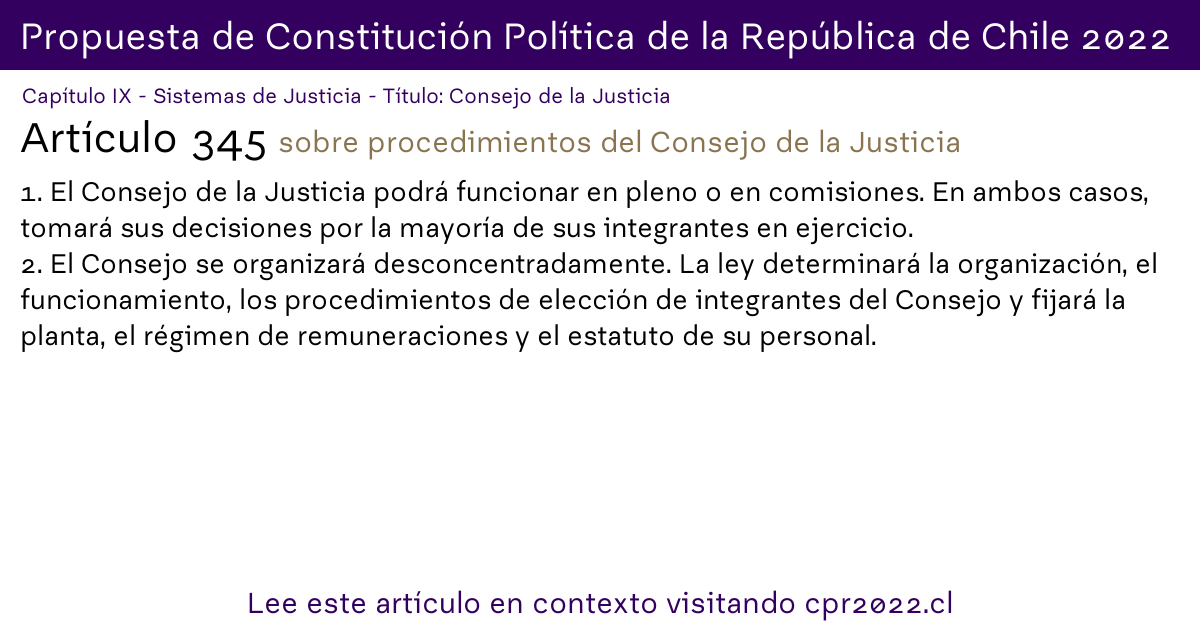 Propuesta de Constitución Política de la República de Chile 2022
Capítulo IX - Sistemas de Justicia - Título: Consejo de la Justicia
Artículo 345 sobre procedimientos del Consejo de la Justicia
1. El Consejo de la Justicia podrá funcionar en pleno o en comisiones. En ambos casos,
tomará sus decisiones por la mayoría de sus integrantes en ejercicio.
2. El Consejo se organizará desconcentradamente. La ley determinará la organización, el
funcionamiento, los procedimientos de elección de integrantes del Consejo y fijará la
planta, el régimen de remuneraciones y el estatuto de su personal.
Lee este artículo en contexto visitando cpr2022.cl